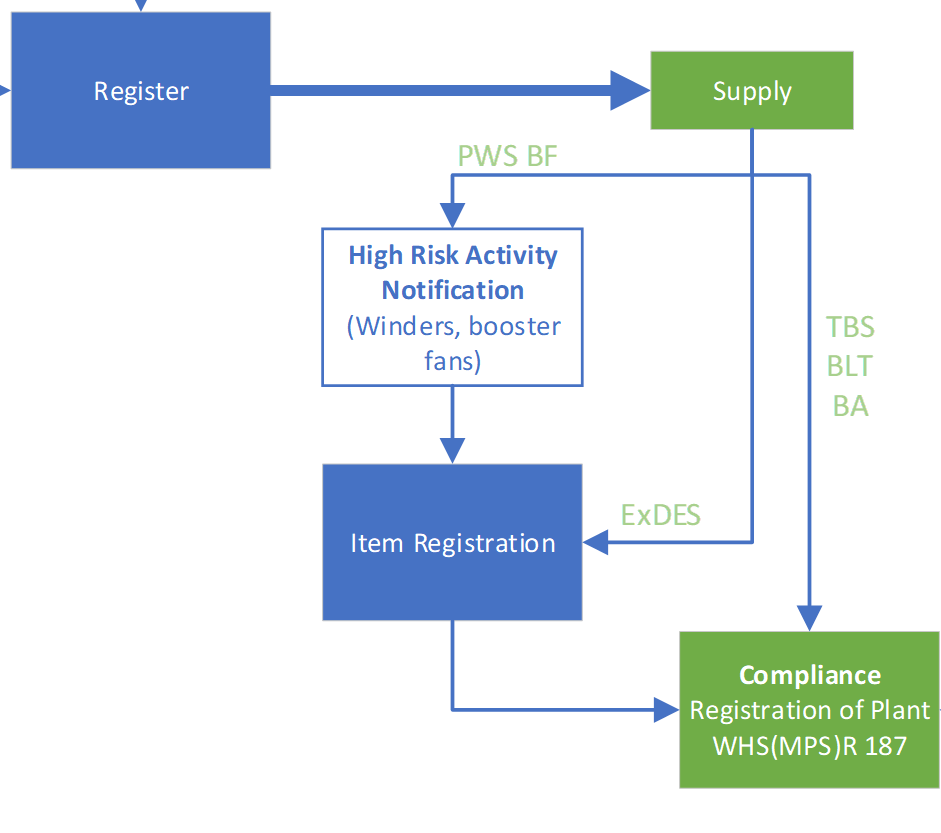 Register
Supply
PWS BF
High Risk Activity
Notification
(Winders, booster
fans)
TBS
BLT
BA
ExDES
Item Registration
Compliance
Registration of Plant
WHS(MPS)R 187